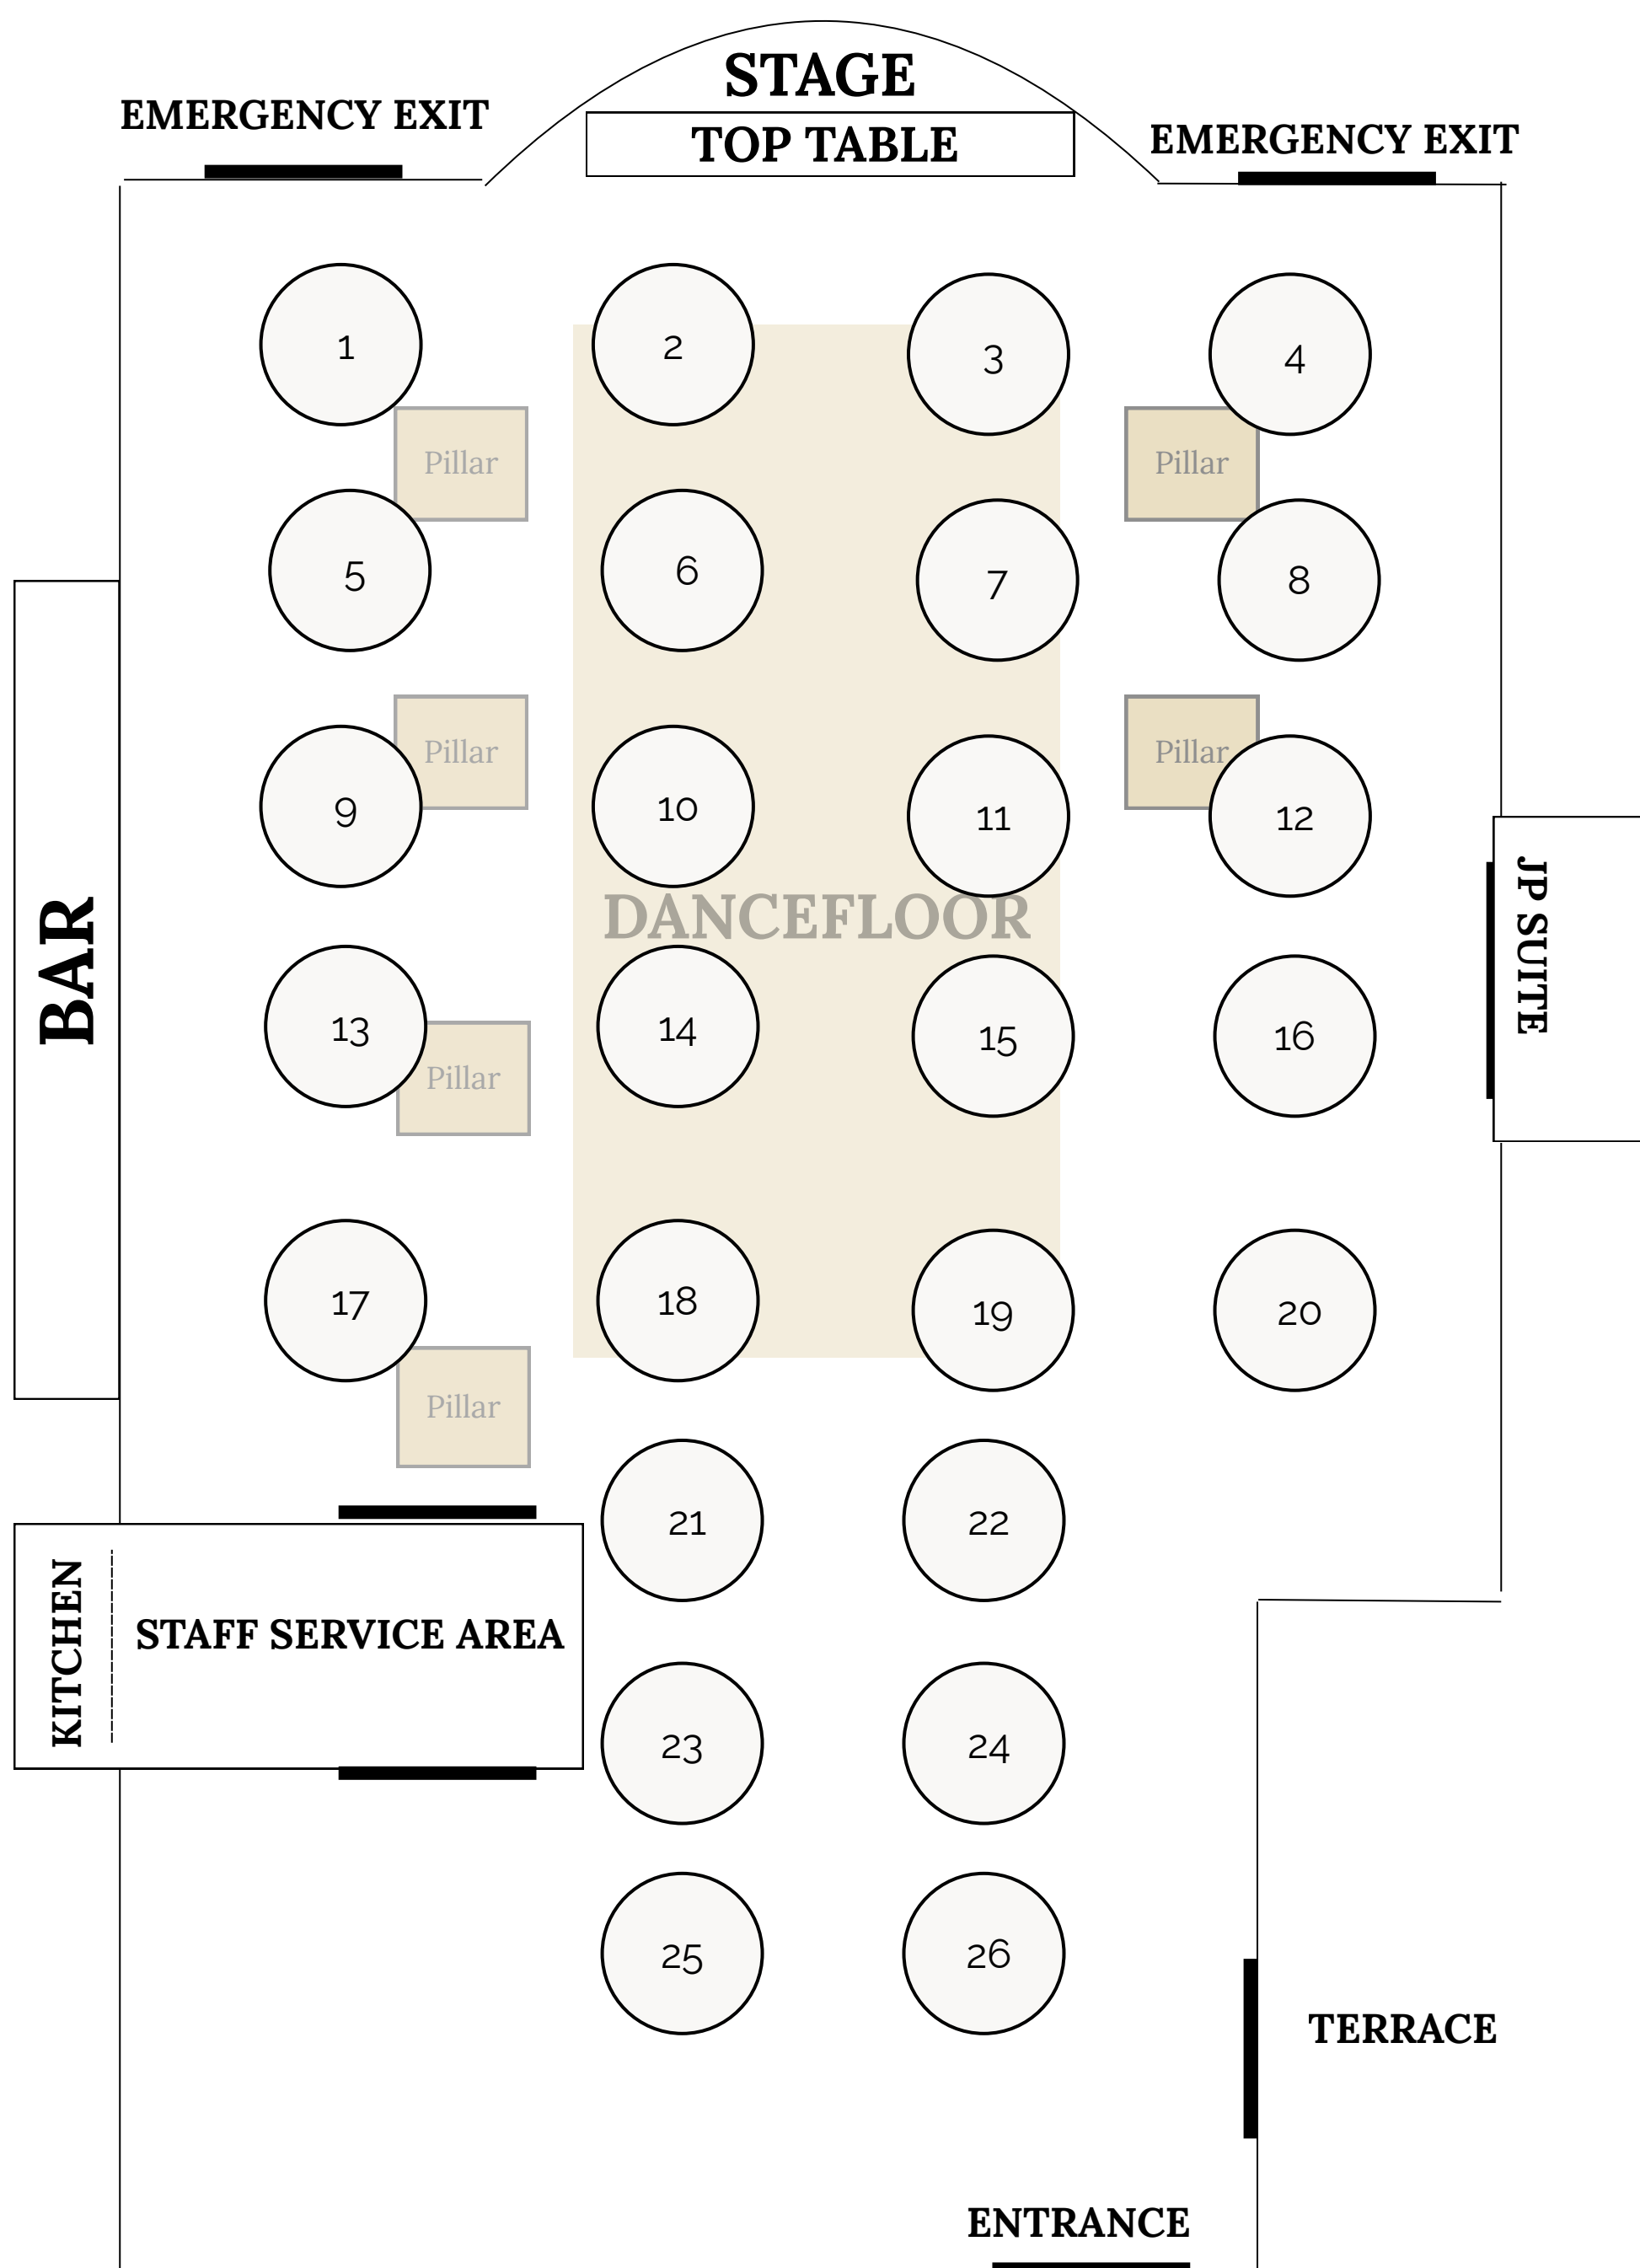 STAGE
EMERGENCY EXIT
TOP TABLE
EMERGENCY EXIT
1
2
3
4
Pillar
Pillar
5
6
7
8
Pillar
Pillar
9
10
11
12
JP SUITE
BAR
DANCEFLOOR
13
14
15
16
Pillar
17
18
19
20
Pillar
21
22
KITCHEN
STAFF SERVICE AREA
23
24
25
26
TERRACE
ENTRANCE